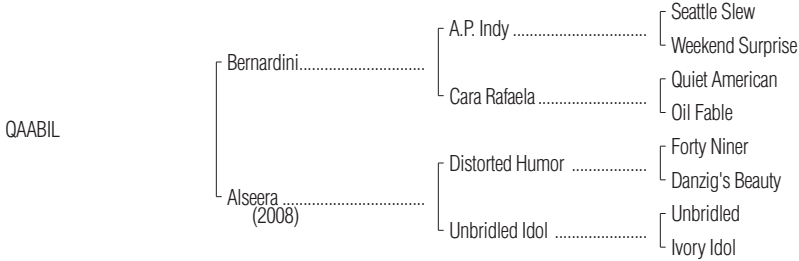 Seattle Slew
A.P. Indy ..................................
Weekend Surprise
Bernardini................................
Quiet American
Cara Rafaela ...........................
Oil Fable
QAABIL
Forty Niner
Distorted Humor ...................
Danzig's Beauty
Alseera ....................................
(2008)
Unbridled
Unbridled Idol .......................
Ivory Idol